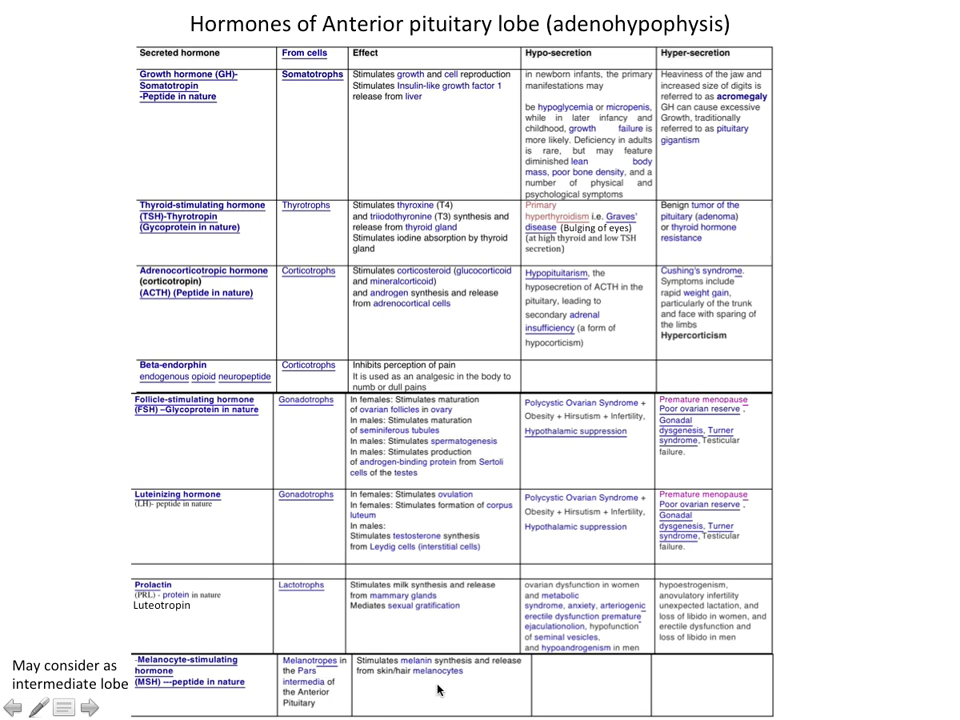 Hormones of Anterior pituitary lobe (adenohypophysis)
Secreted hormone
From cells
Effect
Hypo-secretion
Hyper-secretion
Growth hormone (GH)-
Somatotropin
-Peptide in nature
Somatotrophs
Stimulates growth and cell reproduction
Stimulates Insulin-like growth factor 1
release from liver
in newborn infants, the primary
manifestations may
be hypoglycemia or micropenis,
while in later infancy and
childhood, growth failure is
more likely. Deficiency in adults
is rare, but may feature
diminished lean body
mass, poor bone density, and a
number of physical and
psychological symptoms
Heaviness of the jaw and
increased size of digits is
referred to as acromegaly
GH can cause excessive
Growth, traditionally
referred to as pituitary
gigantism
Thyroid-stimulating hormone
(TSH)-Thyrotropin
(Gycoprotein in nature)
Thyrotrophs
Stimulates thyroxine (T4)
and triiodothyronine (T3) synthesis and
release from thyroid gland
Stimulates iodine absorption by thyroid
gland
Primary
hyperthyroidism i.e. Graves'
disease (Bulging of eyes)
(at high thyroid and low TSH
secretion)
Benign tumor of the
pituitary (adenoma)
or thyroid hormone
resistance
Adrenocorticotropic hormone
(corticotropin)
(ACTH) (Peptide in nature)
Corticotrophs
Stimulates corticosteroid (glucocorticoid
and mineralcorticoid)
and androgen synthesis and release
from adrenocortical cells
Hypopituitarism, the
hyposecretion of ACTH in the
pituitary, leading to
secondary adrenal
insufficiency (a form of
hypocorticism)
Cushing's syndrome.
Symptoms include
rapid weight gain,
particularly of the trunk
and face with sparing of
the limbs
Hypercorticism
Beta-endorphin
endogenous opioid neuropeptide
Corticotrophs
Inhibits perception of pain
It is used as an analgesic in the body to
numb or dull pains
Follicle-stimulating hormone
(FSH) –Glycoprotein in nature
Gonadotrophs
In females: Stimulates maturation
of ovarian follicles in ovary
In males: Stimulates maturation
of seminiferous tubules
In males: Stimulates spermatogenesis
In males: Stimulates production
of androgen-binding protein from Sertoli
cells of the testes
Polycystic Ovarian Syndrome +
Obesity + Hirsutism + Infertility,
Hypothalamic suppression
Premature menopause
Poor ovarian reserve ,
Gonadal
dysgenesis, Turner
syndrome, Testicular
failure.
Luteinizing hormone
(LH)- peptide in nature
Gonadotrophs
In females: Stimulates ovulation
In females: Stimulates formation of corpus
luteum
In males:
Stimulates testosterone synthesis
from Leydig cells (interstitial cells)
Polycystic Ovarian Syndrome +
Obesity + Hirsutism + Infertility,
Hypothalamic suppression
Premature menopause
Poor ovarian reserve ,
Gonadal
dysgenesis, Turner
syndrome, Testicular
failure.
Prolactin
(PRL) - protein in nature
Luteotropin
Lactotrophs
Stimulates milk synthesis and release
from mammary glands
Mediates sexual gratification
ovarian dysfunction in women
and metabolic
syndrome, anxiety, arteriogenic
erectile dysfunction premature
ejaculationolion, hypofunction
of seminal vesicles,
and hypoandrogenism in men
hypoestrogenism,
anovulatory infertility
unexpected lactation, and
loss of libido in women, and
erectile dysfunction and
loss of libido in men
May consider as
intermediate lobe
-Melanocyte-stimulating
hormone
(MSH) ---peptide in nature
Melanotropes in
the Pars
intermedia of
the Anterior
Pituitary
Stimulates melanin synthesis and release
from skin/hair melanocytes